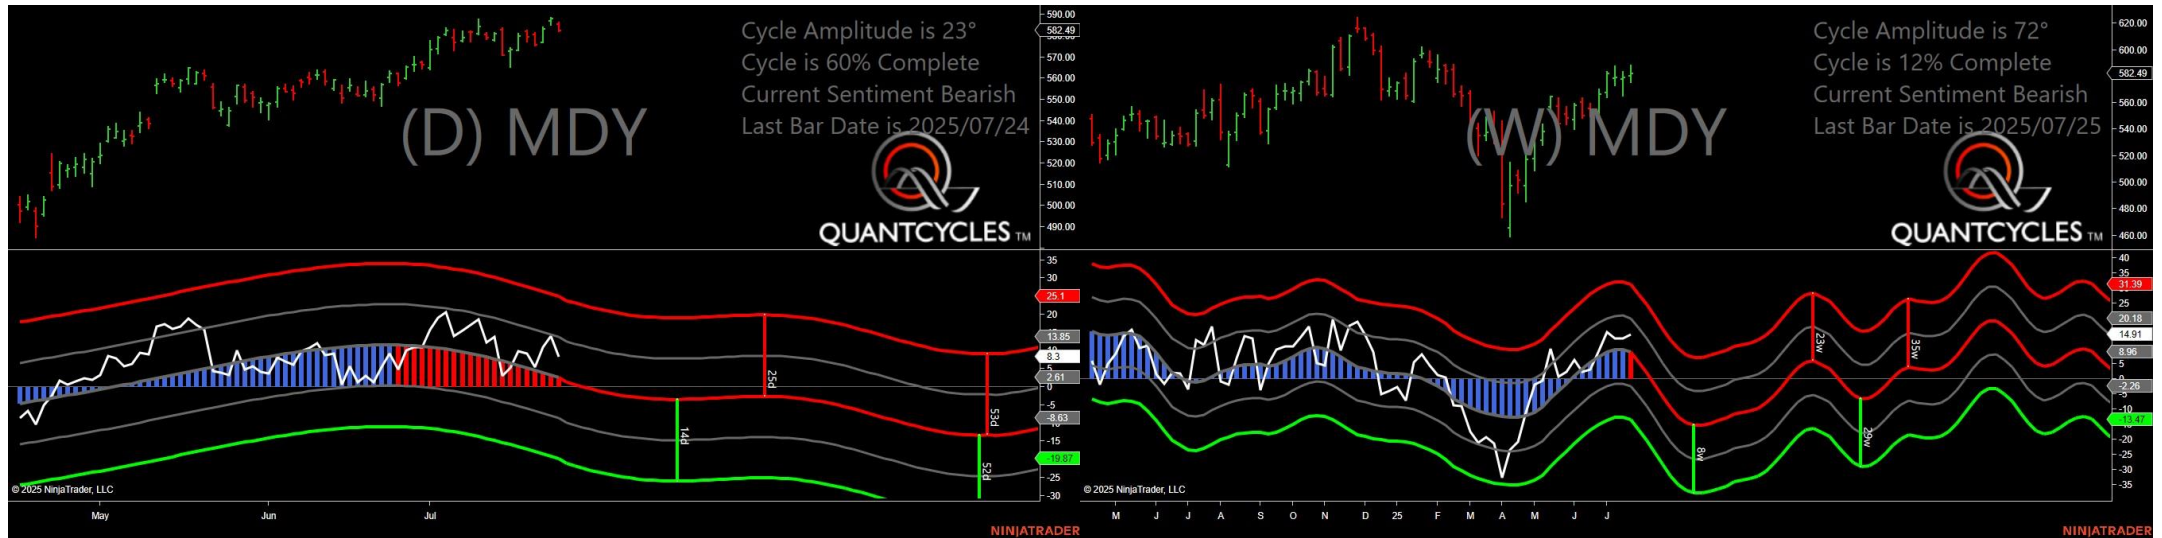 Cycle Amplitude is 23°
Cycle is 60% Complete
Current Sentiment Bearish
Last Bar Date is 2025/07/24
(D) MDY
QUANTCYCLES TM
590.00
582.49
570.00
560.00
550.00
540.00
530.00
520.00
510.00
500.00
490.00
35
30
25.1
20
13.85
8.3
5
2.61
0
-5
-8.63
-15
-19.87
-25
-30
14d
25d
52d
53d
© 2025 NinjaTrader, LLC
May
Jun
Jul
NINJATRADER
Cycle Amplitude is 72°
Cycle is 12% Complete
Current Sentiment Bearish
Last Bar Date is 2025/07/25
(W) MDY
QUANTCYCLES TM
620.00
600.00
582.49
560.00
540.00
520.00
500.00
480.00
460.00
40
35
31.39
25
20.18
14.91
8.96
5
-2.26
-5
-10
-13.47
-20
-25
-30
-35
8w
23w
29w
35w
© 2025 NinjaTrader, LLC
M
J
J
A
S
O
N
D
25
F
M
A
M
J
J
NINJATRADER